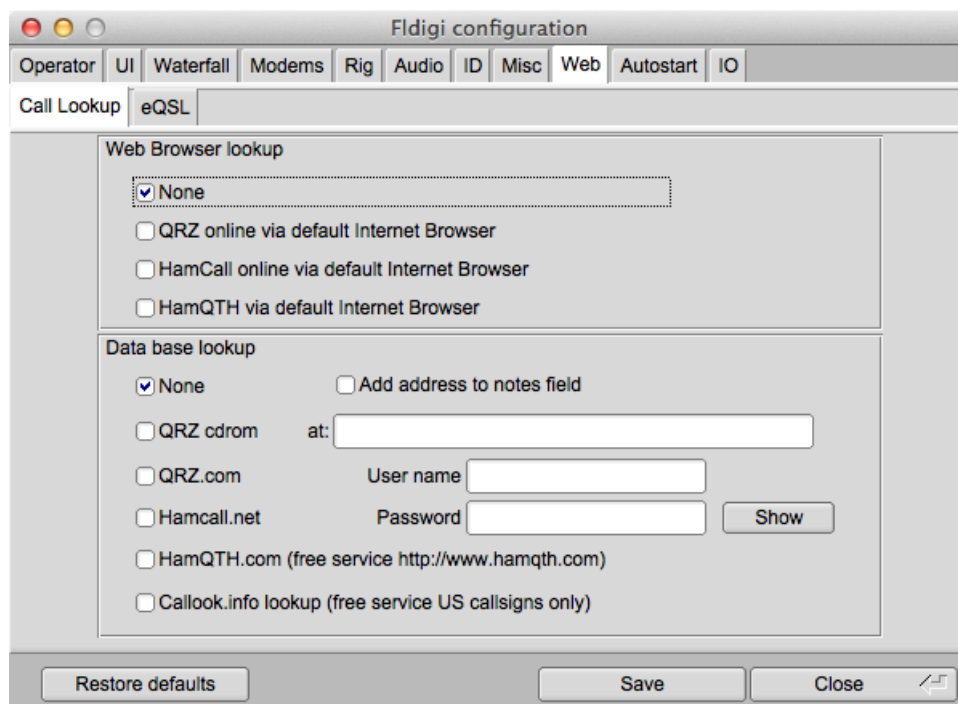 Fldigi configuration
Operator UI Waterfall Modems Rig Audio ID Misc Web Autostart IO
Call Lookup eQSL
Web Browser lookup
None
QRZ online via default Internet Browser
HamCall online via default Internet Browser
HamQTH via default Internet Browser
Data base lookup
None Add address to notes field
QRZ cdrom at:
QRZ.com User name
Hamcall.net Password Show
HamQTH.com (free service http://www.hamqth.com)
Callook.info lookup (free service US callsigns only)
Restore defaults Save Close